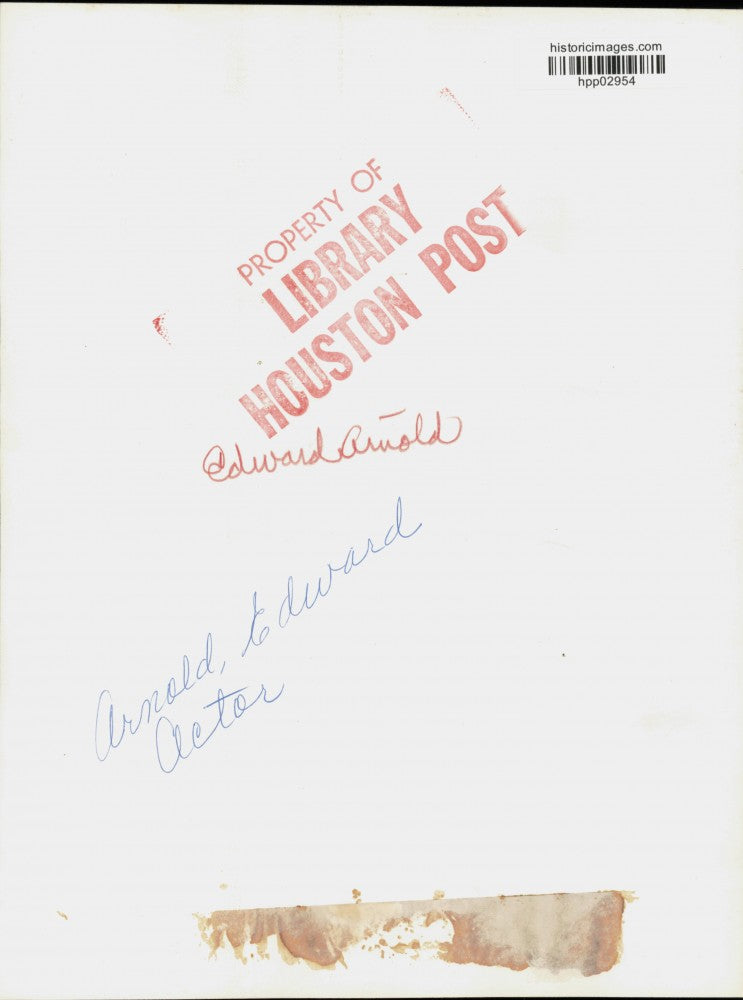 historicimages.com
hpp02954
PROPERTY OF
LIBRARY
HOUSTON POST
Edward Arnold
Arnold, Edward
Actor